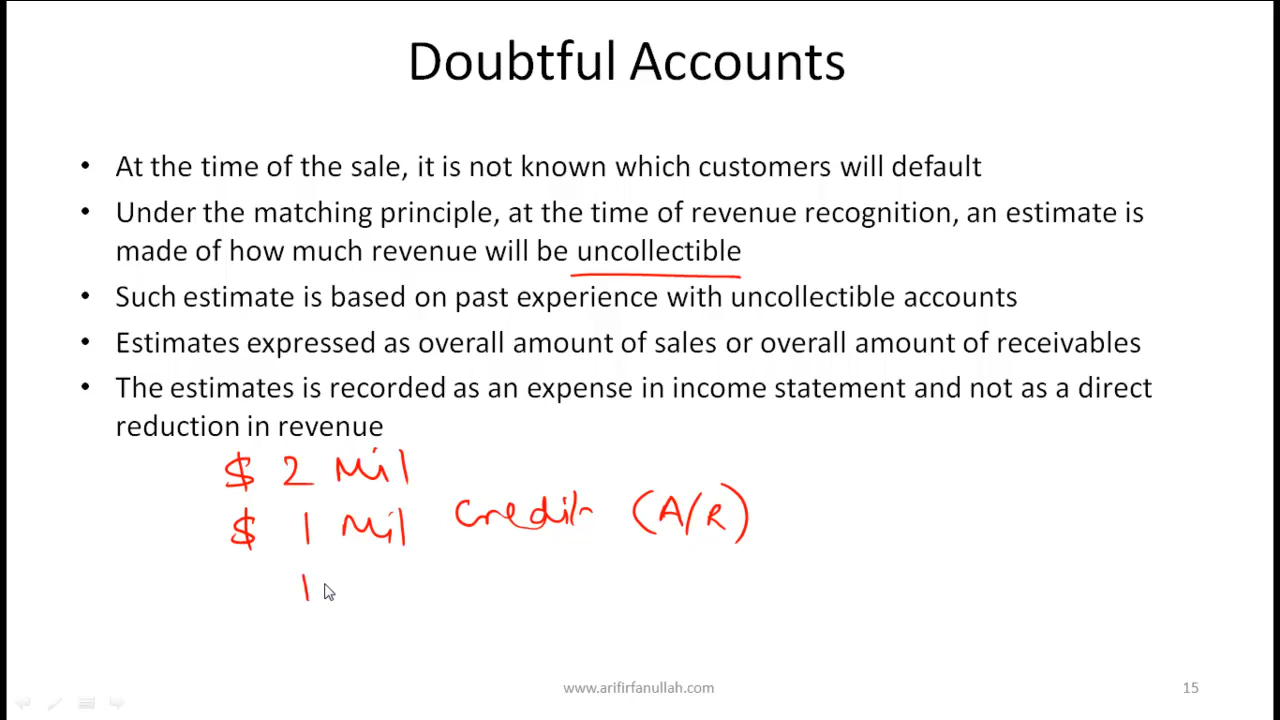 Doubtful Accounts
• At the time of the sale, it is not known which customers will default
• Under the matching principle, at the time of revenue recognition, an estimate is
made of how much revenue will be uncollectible
• Such estimate is based on past experience with uncollectible accounts
• Estimates expressed as overall amount of sales or overall amount of receivables
• The estimates is recorded as an expense in income statement and not as a direct
reduction in revenue
$ 2 Mil
$ 1 Mil Credit (A/R)
1
www.arifirfanullah.com
15